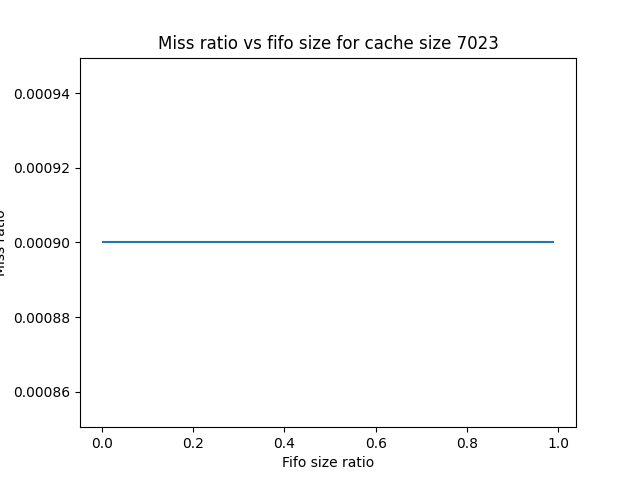 Miss ratio vs fifo size for cache size 7023
0.00094
0.00092
0.00090
0.00088
0.00086
Miss ratio
0.0 0.2 0.4 0.6 0.8 1.0
Fifo size ratio